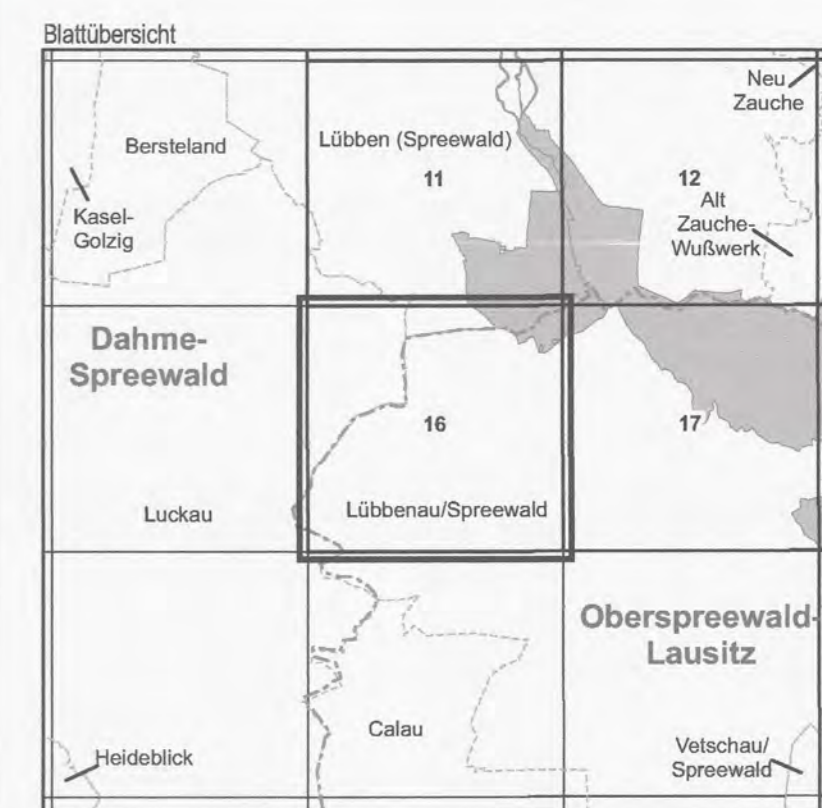 Blattübersicht
Neu
Zauche
Bersteland
Lübben (Spreewald)
11
12
Alt
Zauche-
Wußwerk
Kasel-
Golzig
Dahme-
Spreewald
16
17
Luckau
Lübbenau/Spreewald
Oberspreewald-
Lausitz
Calau
Heideblick
Vetschau/
Spreewald